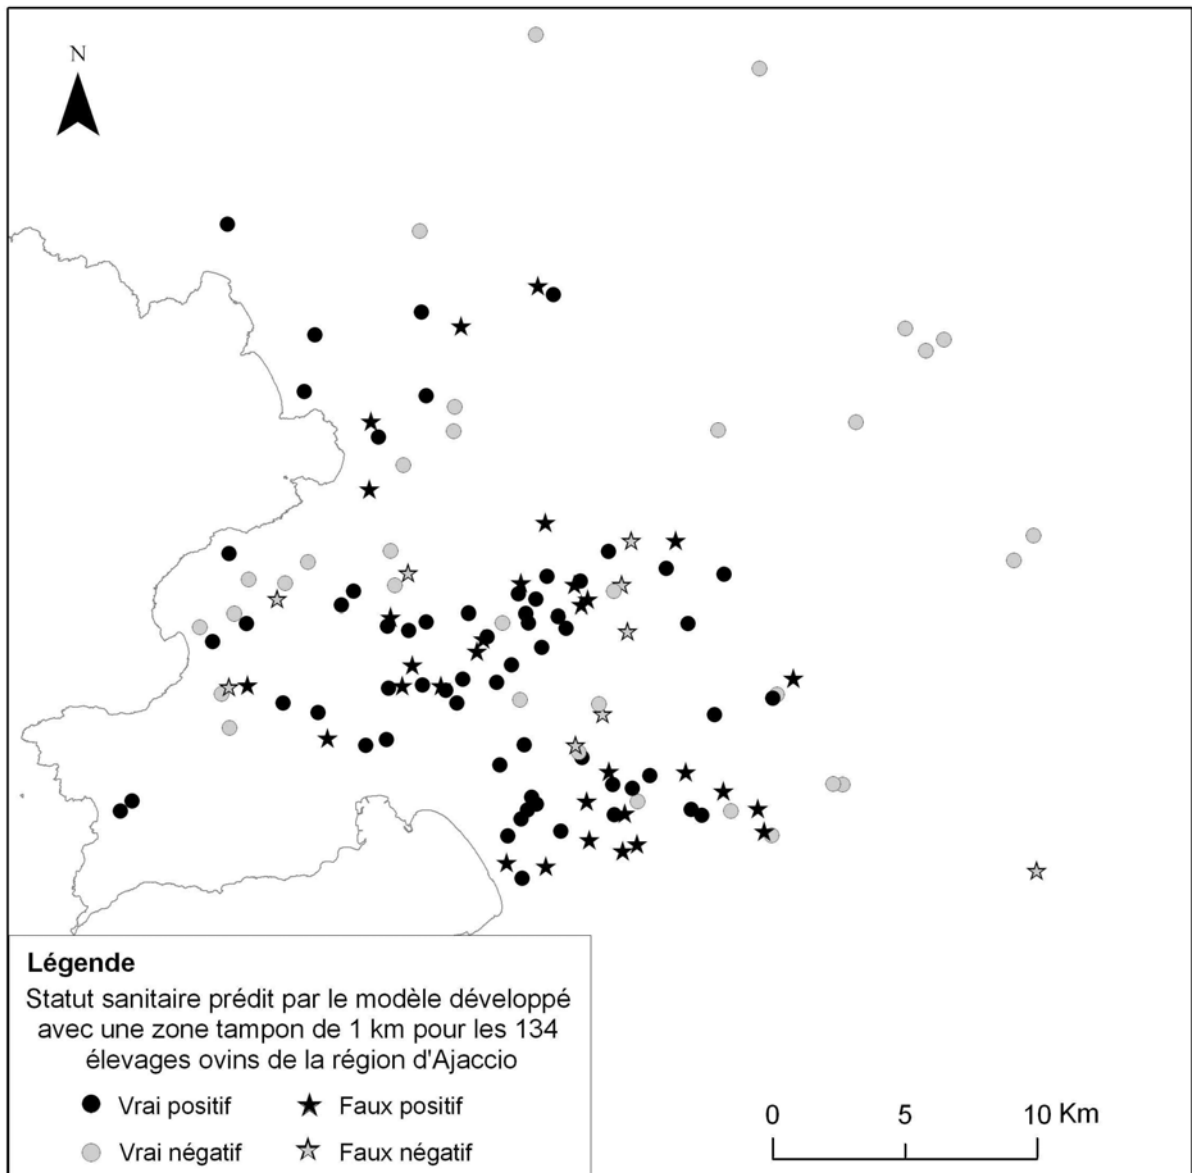 N
Légende
Statut sanitaire prédit par le modèle développé
avec une zone tampon de 1 km pour les 134
élevages ovins de la région d'Ajaccio
Vrai positif
Faux positif
Vrai négatif
Faux négatif
0 5 10 Km